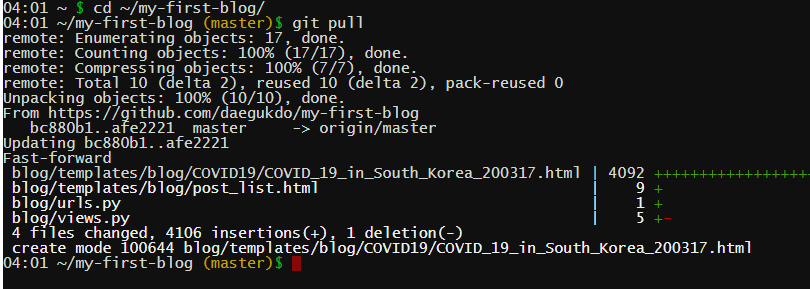 04:01 ~ $ cd ~/my-first-blog/
04:01 ~/my-first-blog (master)$ git pull
remote: Enumerating objects: 17, done.
remote: Counting objects: 100% (17/17), done.
remote: Compressing objects: 100% (7/7), done.
remote: Total 10 (delta 2), reused 10 (delta 2), pack-reused 0
Unpacking objects: 100% (10/10), done.
From https://github.com/daegukdo/my-first-blog
   bc880b1..afe2221  master     -> origin/master
Updating bc880b1..afe2221
Fast-forward
 blog/templates/blog/COVID19/COVID_19_in_South_Korea_200317.html | 4092 +++++++++++++++++++
 blog/templates/blog/post_list.html                              |    9 +
 blog/urls.py                                                    |    1 +
 blog/views.py                                                   |    5 +-
 4 files changed, 4106 insertions(+), 1 deletion(-)
 create mode 100644 blog/templates/blog/COVID19/COVID_19_in_South_Korea_200317.html
04:01 ~/my-first-blog (master)$